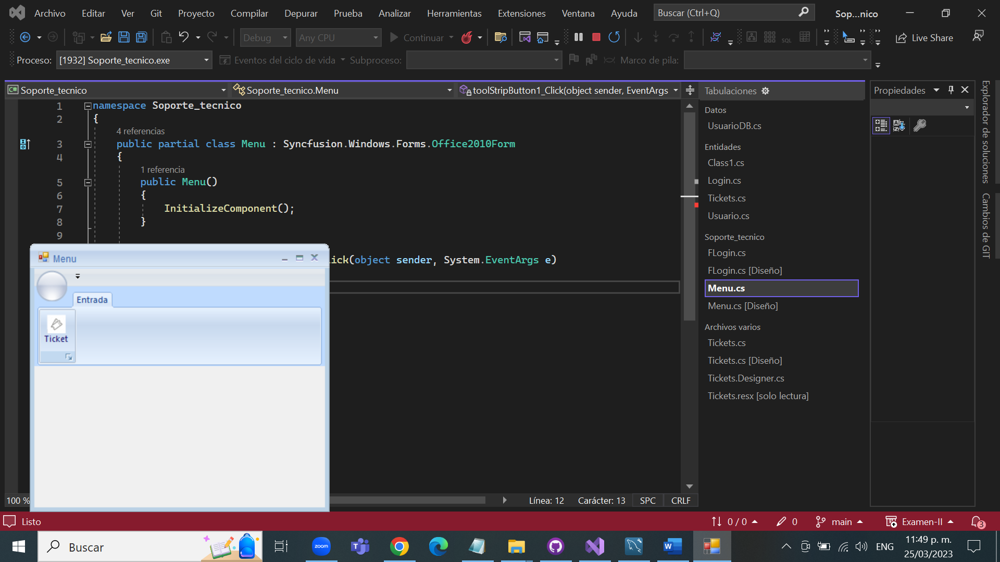 Archivo Editar Ver Git Proyecto Compilar Depurar Prueba Analizar Herramientas Extensiones Ventana Ayuda Buscar (Ctrl+Q) Sop...nico
Debug Any CPU Continuar SQL Live Share
Proceso: [1932] Soporte_tecnico.exe Eventos del ciclo de vida Subproceso: Marco de pila:
C# Soporte_tecnico Soporte_tecnico.Menu toolStripButton1_Click(object sender, EventArgs
1 namespace Soporte_tecnico
2 {
4 referencias
3 public partial class Menu : Syncfusion.Windows.Forms.Office2010Form
4 {
1 referencia
5 public Menu()
6 {
7 InitializeComponent();
8 }
9
ick(object sender, System.EventArgs e)
Menu
Entrada
Ticket
100 %
Línea: 12 Carácter: 13 SPC CRLF
Tabulaciones
Datos
UsuarioDB.cs
Entidades
Class1.cs
Login.cs
Tickets.cs
Usuario.cs
Soporte_tecnico
FLogin.cs
FLogin.cs [Diseño]
Menu.cs
Menu.cs [Diseño]
Archivos varios
Tickets.cs
Tickets.cs [Diseño]
Tickets.Designer.cs
Tickets.resx [solo lectura]
Propiedades
Explorador de soluciones
Cambios de GIT
Listo 0 / 0 0 main Examen-II 3
Buscar zoom ENG 11:49 p. m.
25/03/2023